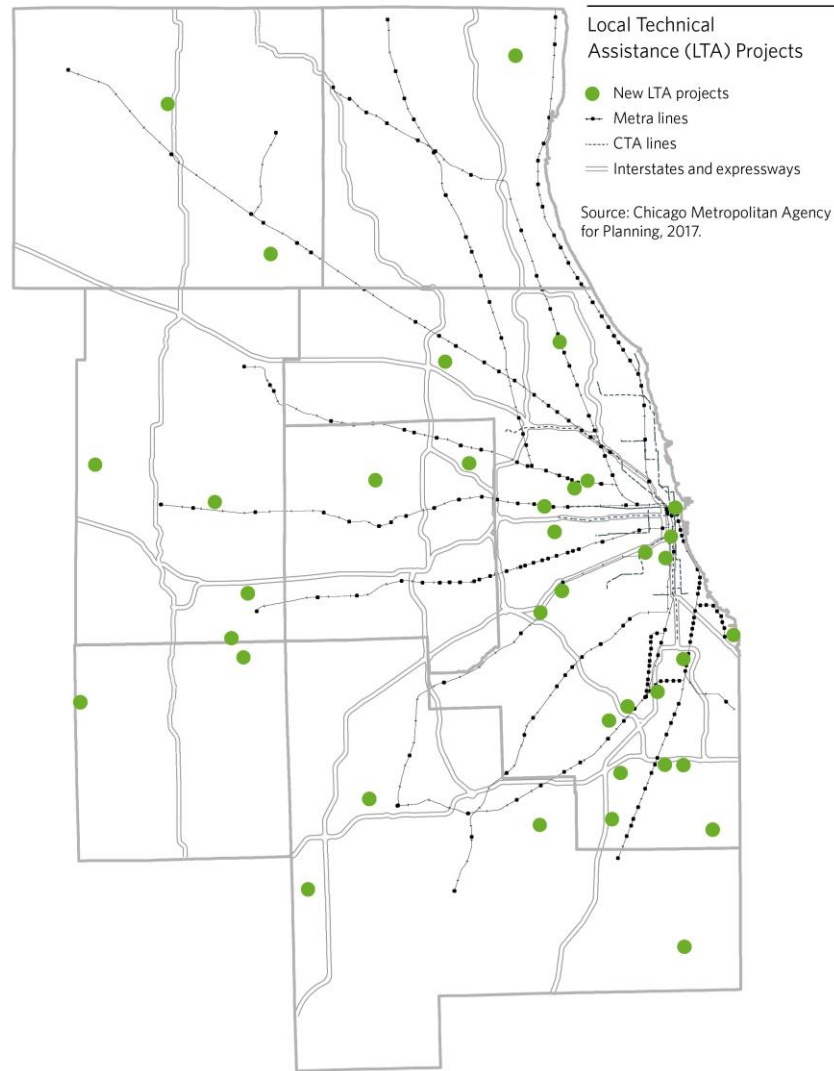 Local Technical
Assistance (LTA) Projects
New LTA projects
Metra lines
CTA lines
Interstates and expressways
Source: Chicago Metropolitan Agency
for Planning, 2017.